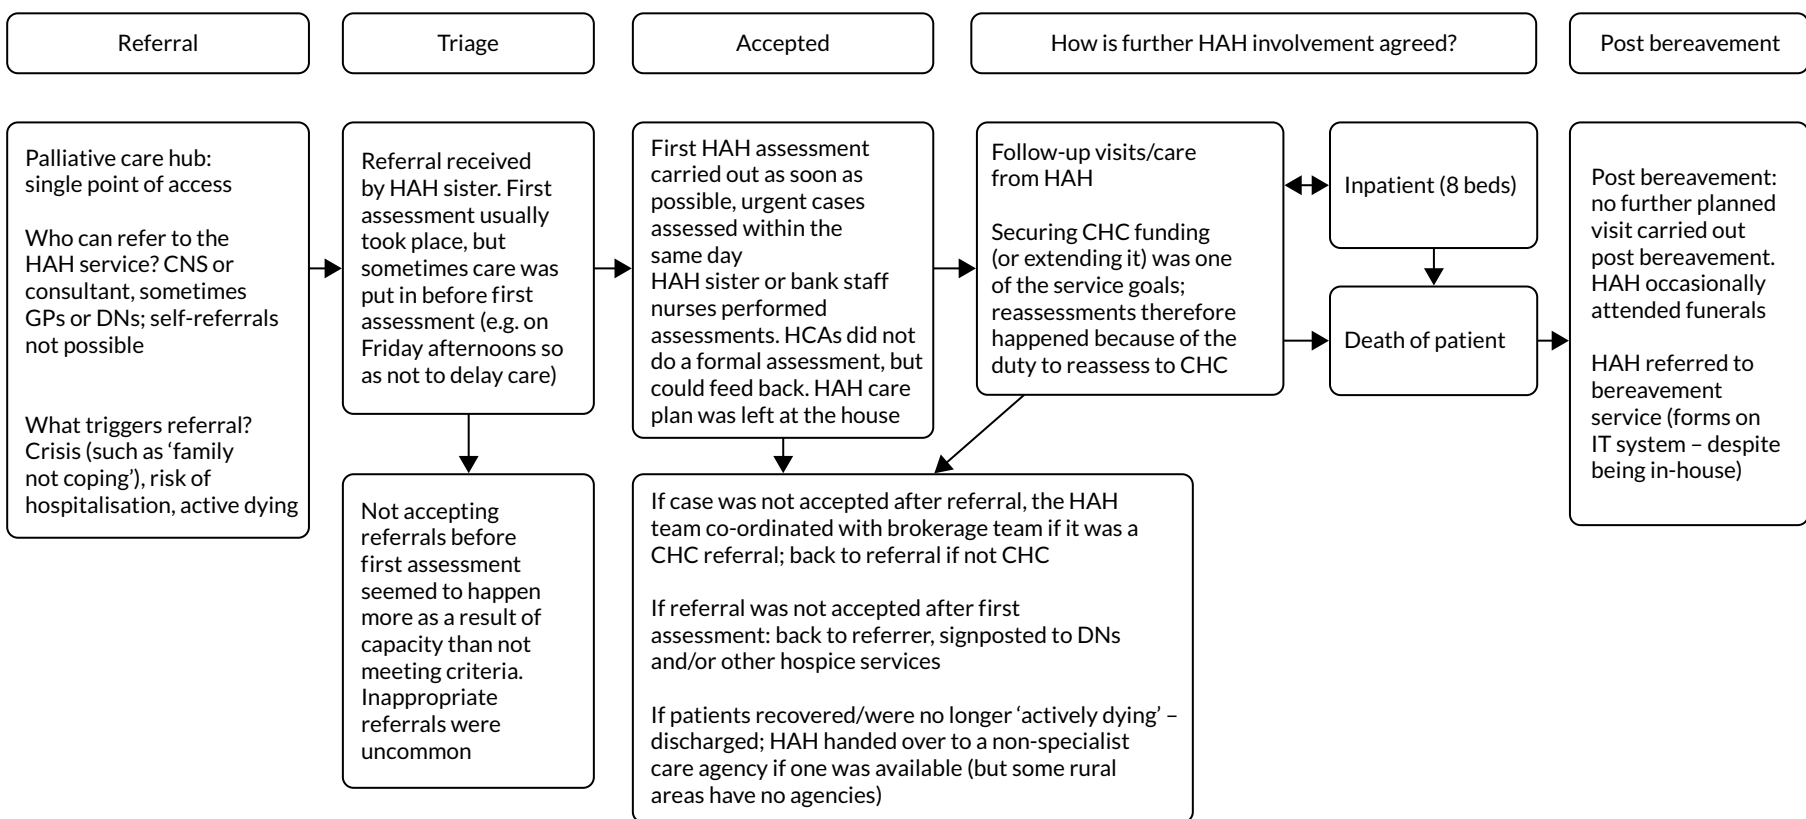 Referral
Triage
Accepted
How is further HAH involvement agreed?
Post bereavement
Palliative care hub:
single point of access
Who can refer to the
HAH service? CNS or
consultant, sometimes
GPs or DNs; self-referrals
not possible
What triggers referral?
Crisis (such as ‘family
not coping’), risk of
hospitalisation, active dying
Referral received
by HAH sister. First
assessment usually
took place, but
sometimes care was
put in before first
assessment (e.g. on
Friday afternoons so
as not to delay care)
Not accepting
referrals before
first assessment
seemed to happen
more as a result of
capacity than not
meeting criteria.
Inappropriate
referrals were
uncommon
First HAH assessment
carried out as soon as
possible, urgent cases
assessed within the
same day
HAH sister or bank staff
nurses performed
assessments. HCAs did not
do a formal assessment, but
could feed back. HAH care
plan was left at the house
If case was not accepted after referral, the HAH
team co-ordinated with brokerage team if it was a
CHC referral; back to referral if not CHC
If referral was not accepted after first
assessment: back to referrer, signposted to DNs
and/or other hospice services
If patients recovered/were no longer ‘actively dying’ –
discharged; HAH handed over to a non-specialist
care agency if one was available (but some rural
areas have no agencies)
Follow-up visits/care
from HAH
Securing CHC funding
(or extending it) was one
of the service goals;
reassessments therefore
happened because of the
duty to reassess to CHC
Inpatient (8 beds)
Death of patient
Post bereavement:
no further planned
visit carried out
post bereavement.
HAH occasionally
attended funerals
HAH referred to
bereavement
service (forms on
IT system – despite
being in-house)